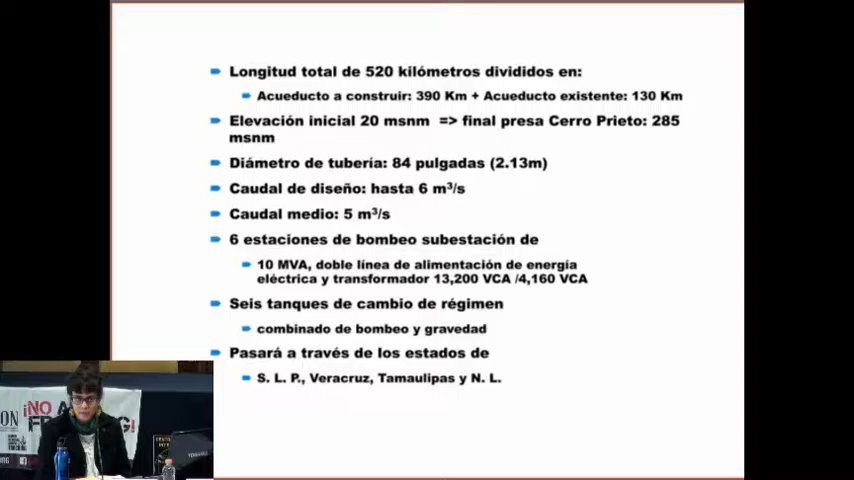 Longitud total de 520 kilómetros divididos en:
Acueducto a construir: 390 Km + Acueducto existente: 130 Km
Elevación inicial 20 msnm => final presa Cerro Prieto: 285
msnm
Diámetro de tubería: 84 pulgadas (2.13m)
Caudal de diseño: hasta 6 m³/s
Caudal medio: 5 m³/s
6 estaciones de bombeo subestación de
10 MVA, doble línea de alimentación de energía
eléctrica y transformador 13,200 VCA /4,160 VCA
Seis tanques de cambio de régimen
combinado de bombeo y gravedad
Pasará a través de los estados de
S. L. P., Veracruz, Tamaulipas y N. L.
¡NO